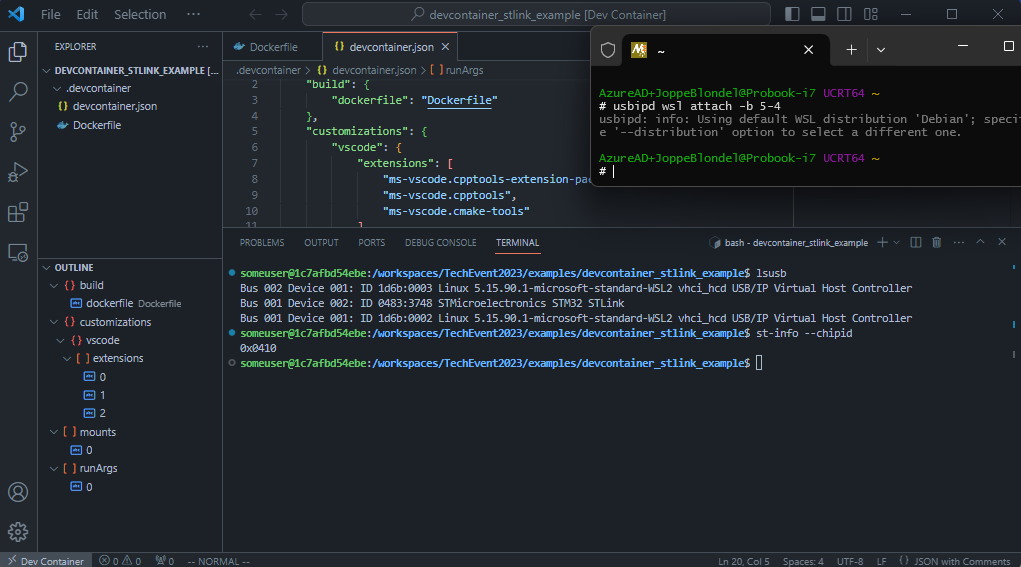 File Edit Selection ···
devcontainer_stlink_example [Dev Container]
EXPLORER ···
DEVCONTAINER_STLINK_EXAMPLE [...
.devcontainer
devcontainer.json
Dockerfile
OUTLINE
{} build
dockerfile Dockerfile
{} customizations
{} vscode
[ ] extensions
0
1
2
[ ] mounts
0
[ ] runArgs
0
Dockerfile
{} devcontainer.json ×
.devcontainer > {} devcontainer.json > [ ] runArgs
2 "build": {
3 "dockerfile": "Dockerfile"
4 },
5 "customizations": {
6 "vscode": {
7 "extensions": [
8 "ms-vscode.cpptools-extension-pac
9 "ms-vscode.cpptools",
10 "ms-vscode.cmake-tools"
11 ]
~ ×
AzureAD+JoppeBlondel@Probook-i7 UCRT64 ~
# usbipd wsl attach -b 5-4
usbipd: info: Using default WSL distribution 'Debian'; speci
e '--distribution' option to select a different one.
AzureAD+JoppeBlondel@Probook-i7 UCRT64 ~
#
PROBLEMS OUTPUT PORTS DEBUG CONSOLE TERMINAL
bash - devcontainer_stlink_example
someuser@1c7afbd54ebe:/workspaces/TechEvent2023/examples/devcontainer_stlink_example$ lsusb
Bus 002 Device 001: ID 1d6b:0003 Linux 5.15.90.1-microsoft-standard-WSL2 vhci_hcd USB/IP Virtual Host Controller
Bus 001 Device 002: ID 0483:3748 STMicroelectronics STM32 STLink
Bus 001 Device 001: ID 1d6b:0002 Linux 5.15.90.1-microsoft-standard-WSL2 vhci_hcd USB/IP Virtual Host Controller
someuser@1c7afbd54ebe:/workspaces/TechEvent2023/examples/devcontainer_stlink_example$ st-info --chipid
0x0410
someuser@1c7afbd54ebe:/workspaces/TechEvent2023/examples/devcontainer_stlink_example$
Dev Container 0 0 0 -- NORMAL --
Ln 20, Col 5 Spaces: 4 UTF-8 LF {} JSON with Comments